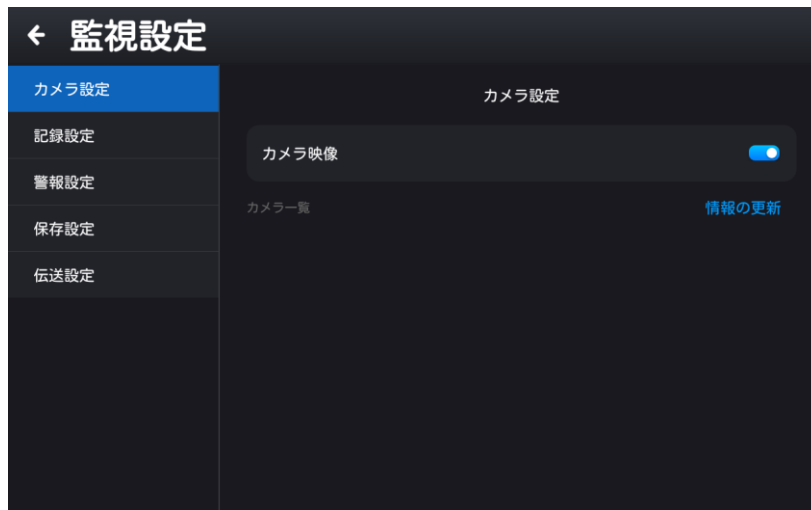 監視設定
カメラ設定
記録設定
警報設定
保存設定
伝送設定
カメラ設定
カメラ映像
カメラ一覧
情報の更新